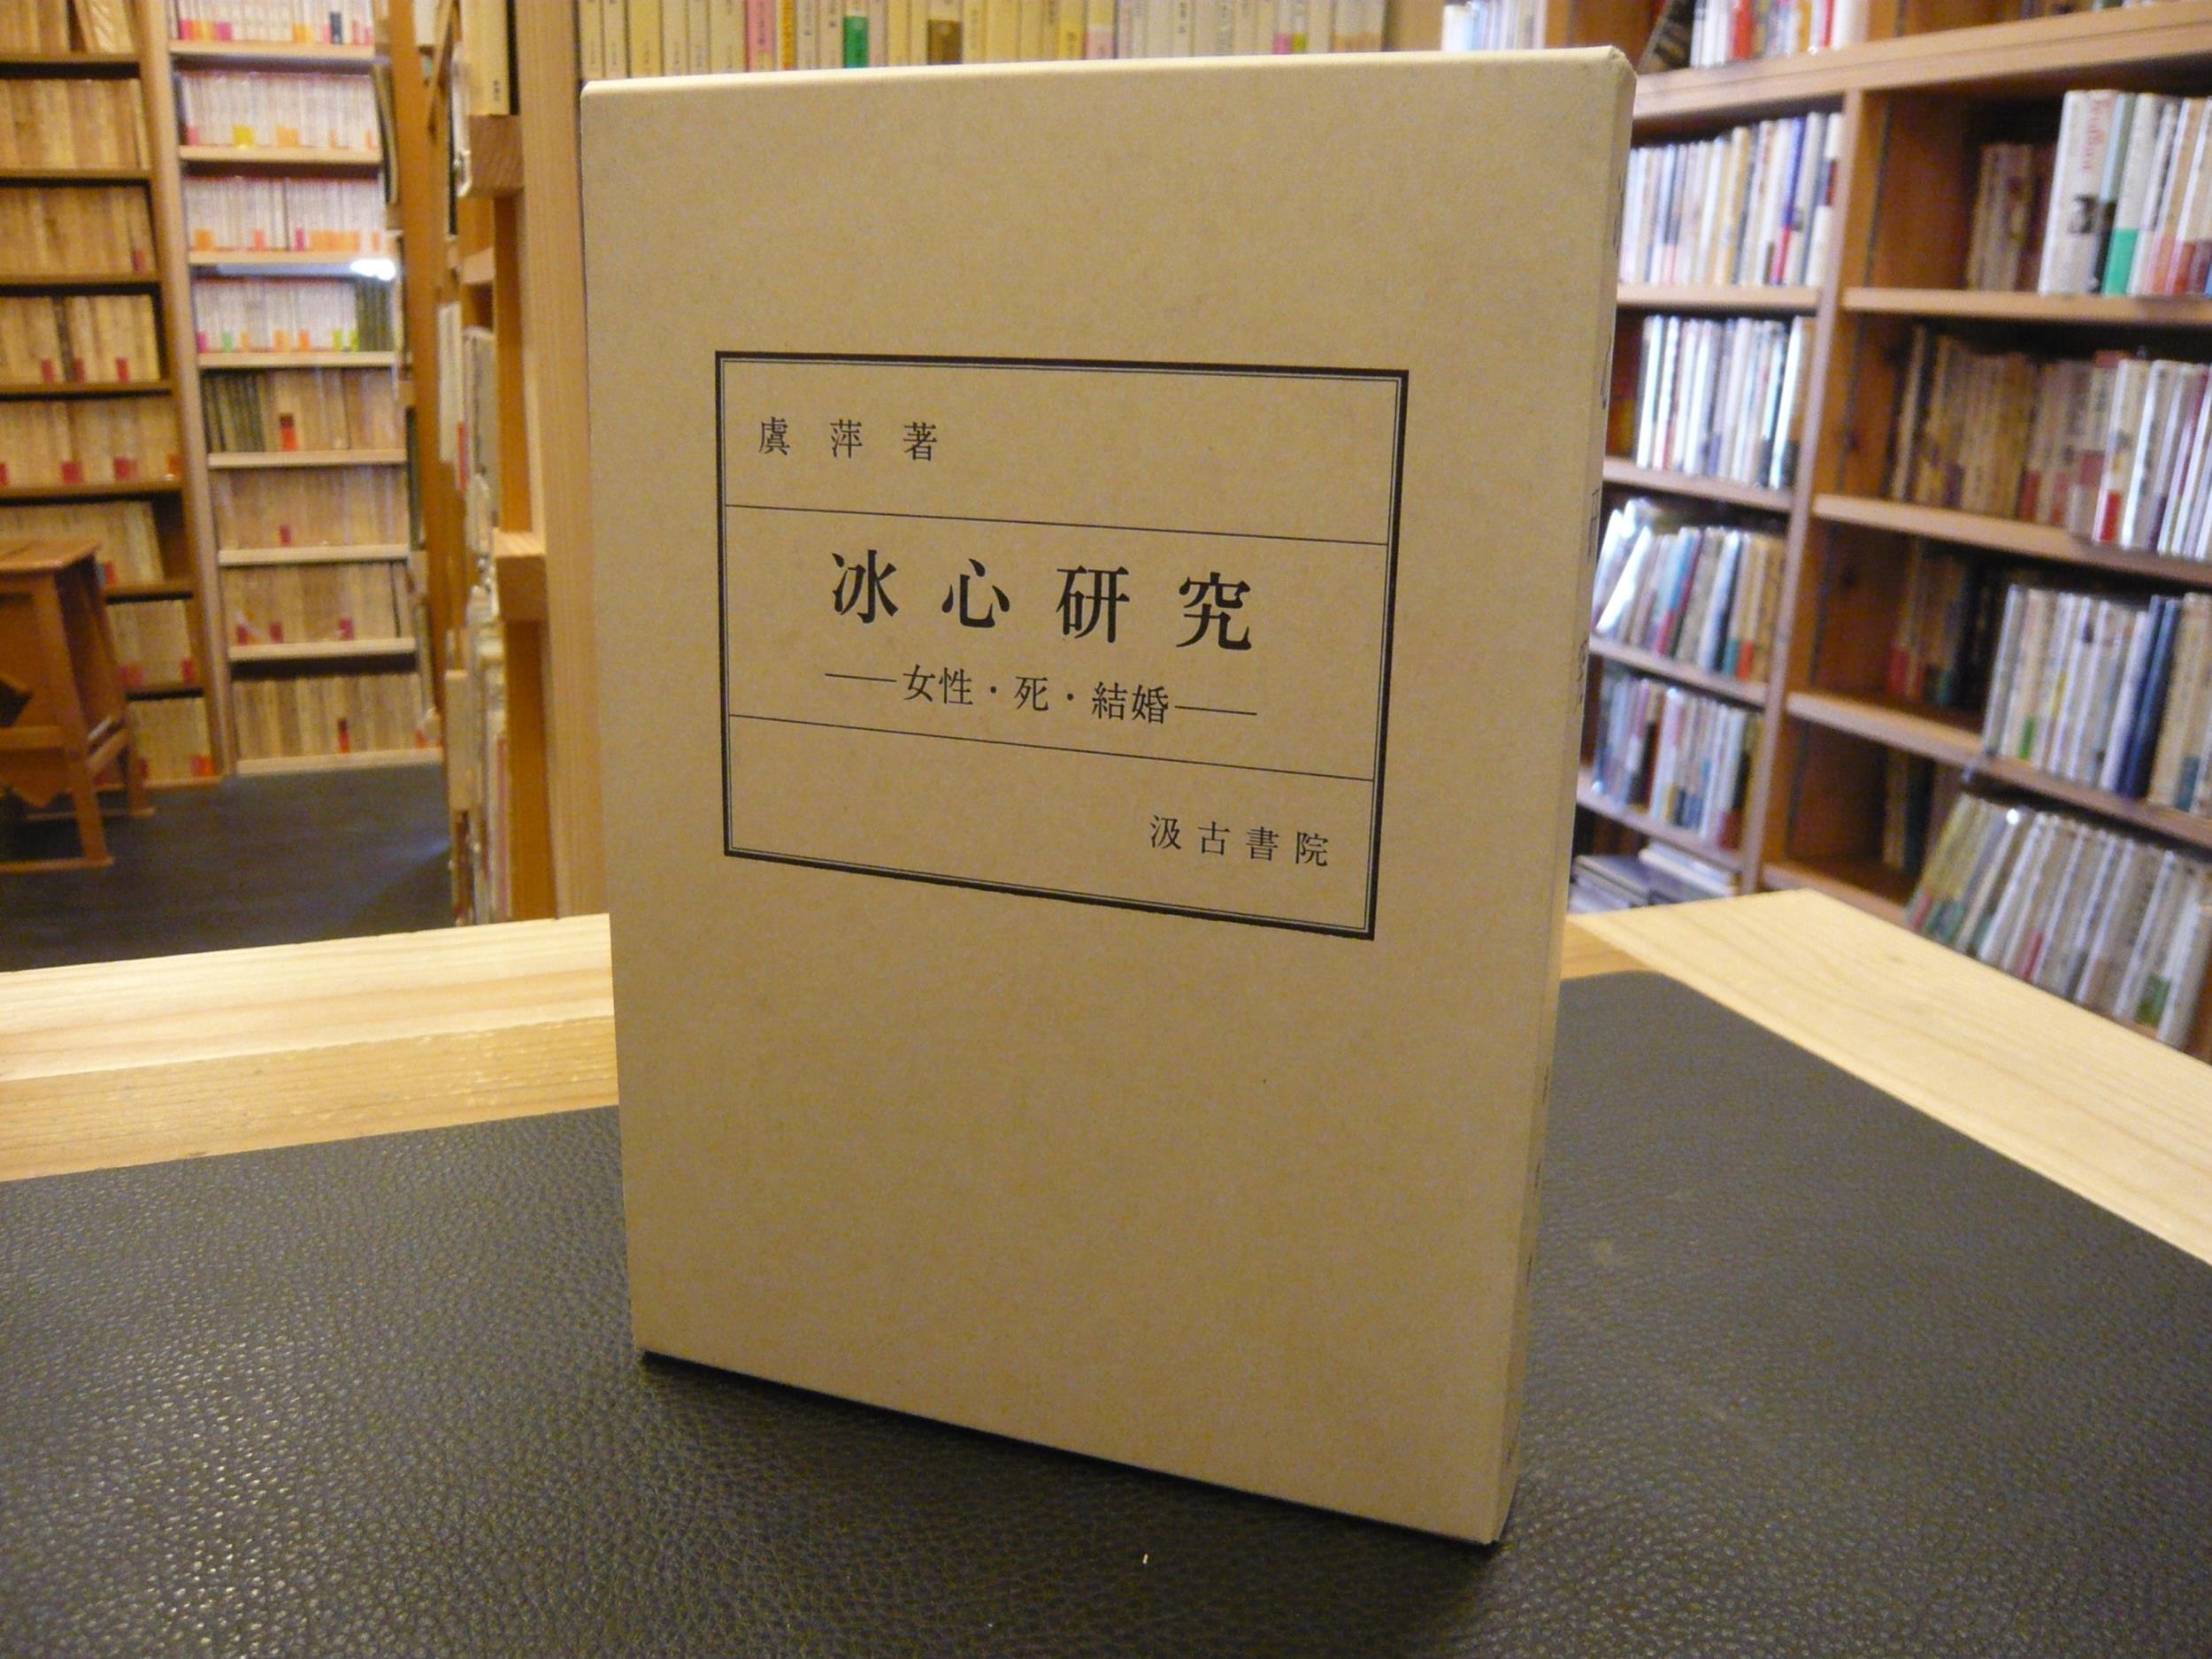 虞萍著
冰心研究
──女性・死・結婚──
汲古書院